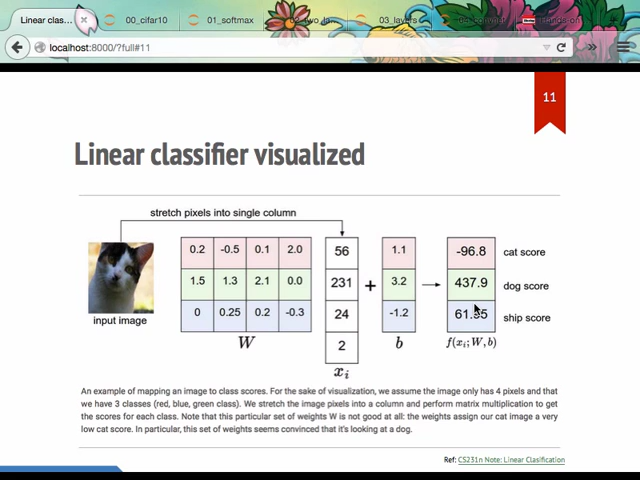 Linear clas... 00_cifar10 01_softmax 02_two_la... 03_layers 04_convolut... Hands-on
localhost:8000/?full#11
11
Linear classifier visualized
stretch pixels into single column
0.2 -0.5 0.1 2.0 56 1.1 -96.8 cat score
1.5 1.3 2.1 0.0 231 + 3.2 437.9 dog score
0 0.25 0.2 -0.3 24 -1.2 61.95 ship score
input image
W 2 b f(xi; W, b)
xi
An example of mapping an image to class scores. For the sake of visualization, we assume the image only has 4 pixels and that
we have 3 classes (red, blue, green class). We stretch the image pixels into a column and perform matrix multiplication to get
the scores for each class. Note that this particular set of weights W is not good at all: the weights assign our cat image a very
low cat score. In particular, this set of weights seems convinced that it's looking at a dog.
Ref: CS231n Note: Linear Clasification